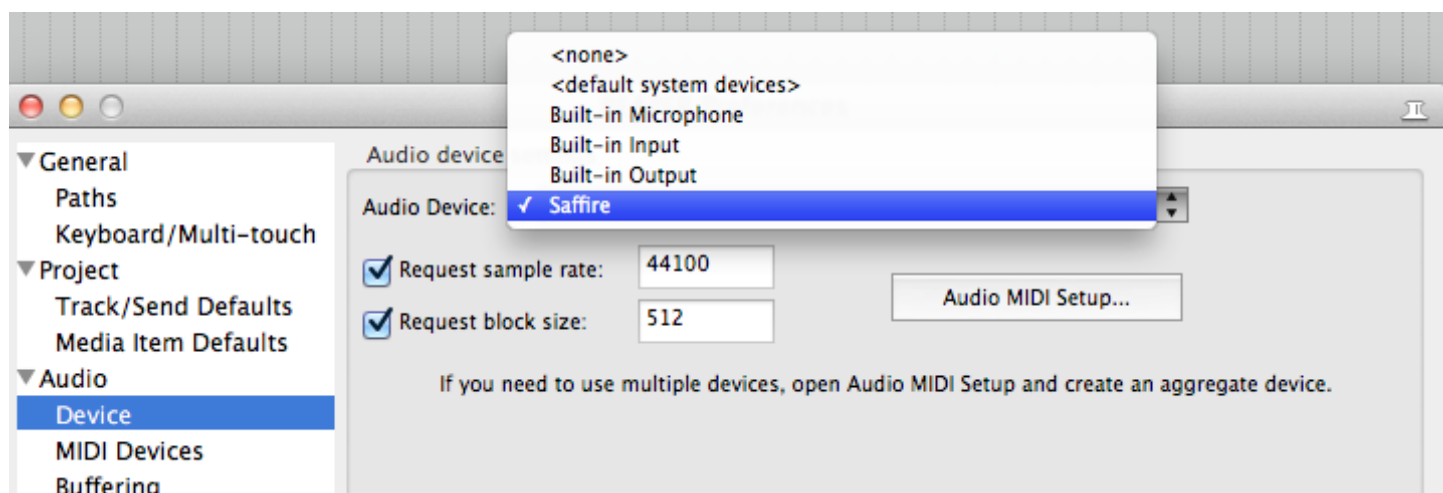 <none>
<default system devices>
Built-in Microphone
Built-in Input
Built-in Output
✓ Saffire
General
Paths
Keyboard/Multi-touch
Project
Track/Send Defaults
Media Item Defaults
Audio
Device
MIDI Devices
Buffering
Audio device
Audio Device:
Request sample rate: 44100
Request block size: 512
Audio MIDI Setup...
If you need to use multiple devices, open Audio MIDI Setup and create an aggregate device.